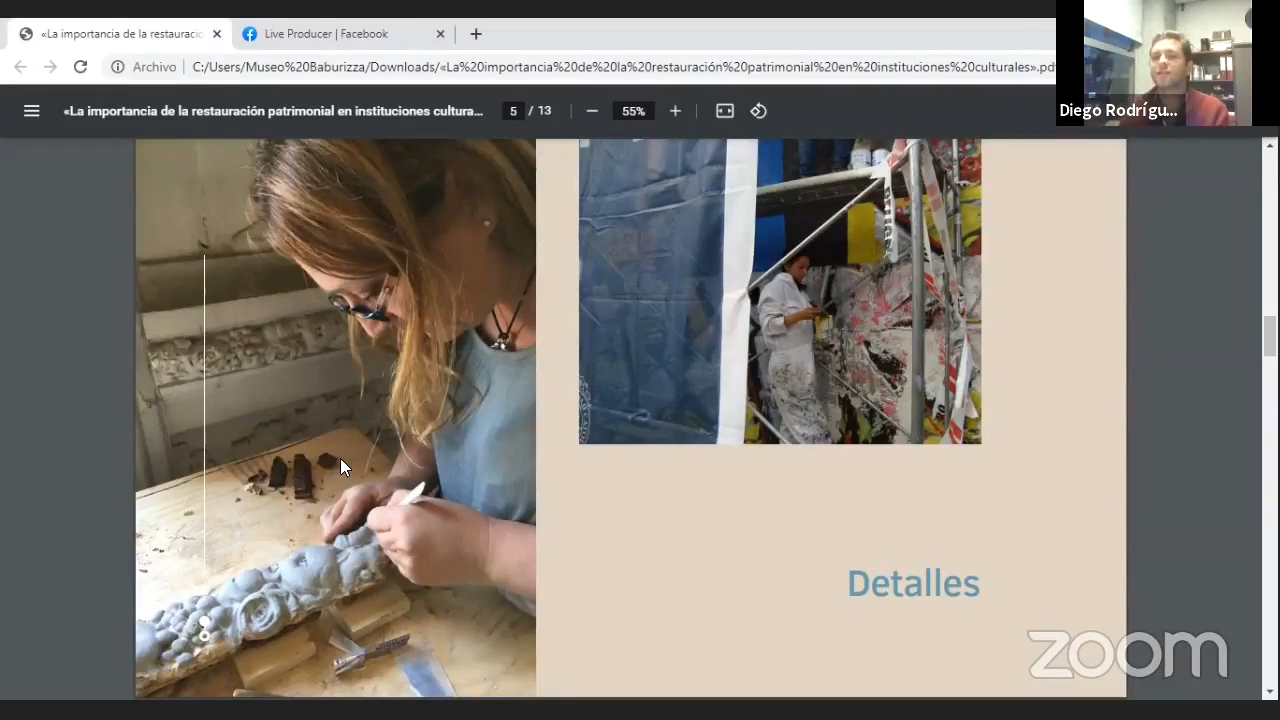 «La importancia de la restauracio
Live Producer | Facebook
Archivo
C:/Users/Museo%20Baburizza/Downloads/«La%20importancia%20de%20la%20restauración%20patrimonial%20en%20instituciones%20culturales».pdf
Diego Rodrígu...
«La importancia de la restauración patrimonial en instituciones cultura...
5 / 13
55%
Detalles
zoom